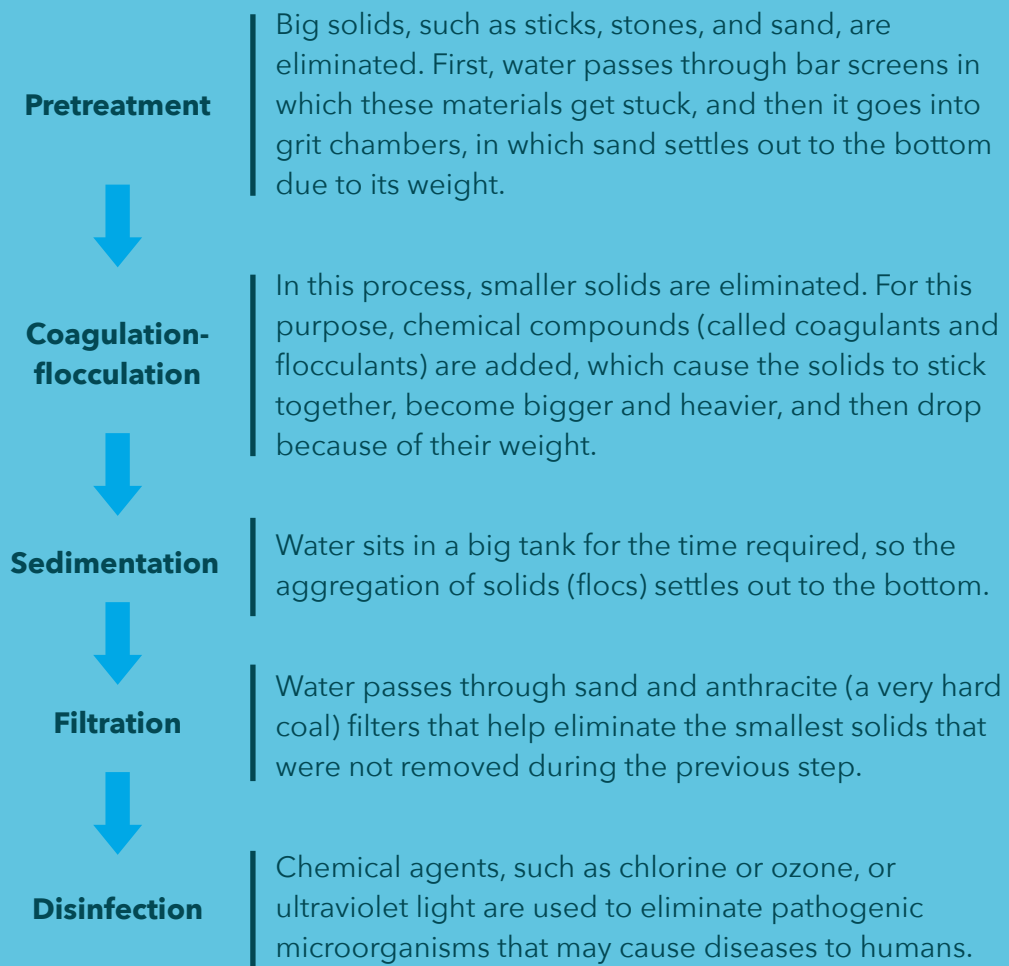 Pretreatment
Big solids, such as sticks, stones, and sand, are
eliminated. First, water passes through bar screens in
which these materials get stuck, and then it goes into
grit chambers, in which sand settles out to the bottom
due to its weight.
Coagulation-
flocculation
In this process, smaller solids are eliminated. For this
purpose, chemical compounds (called coagulants and
flocculants) are added, which cause the solids to stick
together, become bigger and heavier, and then drop
because of their weight.
Sedimentation
Water sits in a big tank for the time required, so the
aggregation of solids (flocs) settles out to the bottom.
Filtration
Water passes through sand and anthracite (a very hard
coal) filters that help eliminate the smallest solids that
were not removed during the previous step.
Disinfection
Chemical agents, such as chlorine or ozone, or
ultraviolet light are used to eliminate pathogenic
microorganisms that may cause diseases to humans.